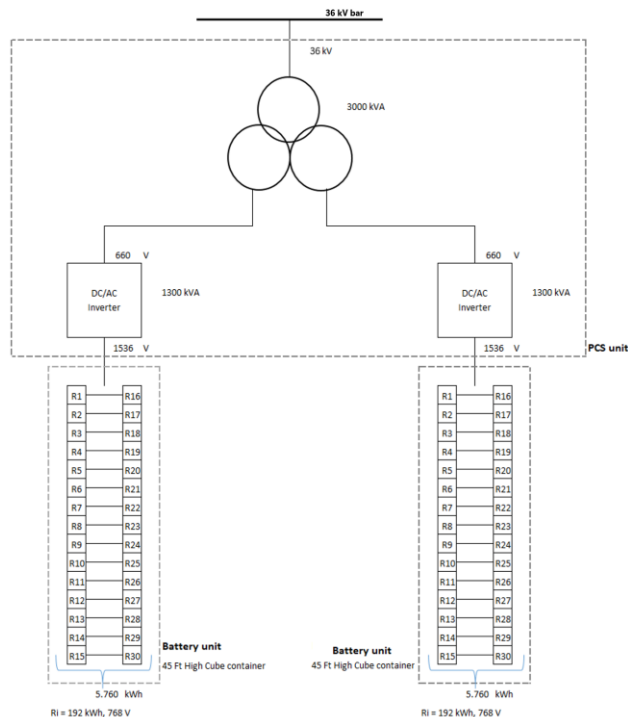 36 kV bar
36 kV
3000 kVA
660 V
660 V
DC/AC
Inverter
1300 kVA
DC/AC
Inverter
1300 kVA
1536 V
1536 V
PCS unit
R1 R16
R2 R17
R3 R18
R4 R19
R5 R20
R6 R21
R7 R22
R8 R23
R9 R24
R10 R25
R11 R26
R12 R27
R13 R28
R14 R29
R15 R30
Battery unit
45 Ft High Cube container
5.760 kWh
Ri = 192 kWh, 768 V
R1 R16
R2 R17
R3 R18
R4 R19
R5 R20
R6 R21
R7 R22
R8 R23
R9 R24
R10 R25
R11 R26
R12 R27
R13 R28
R14 R29
R15 R30
Battery unit
45 Ft High Cube container
5.760 kWh
Ri = 192 kWh, 768 V